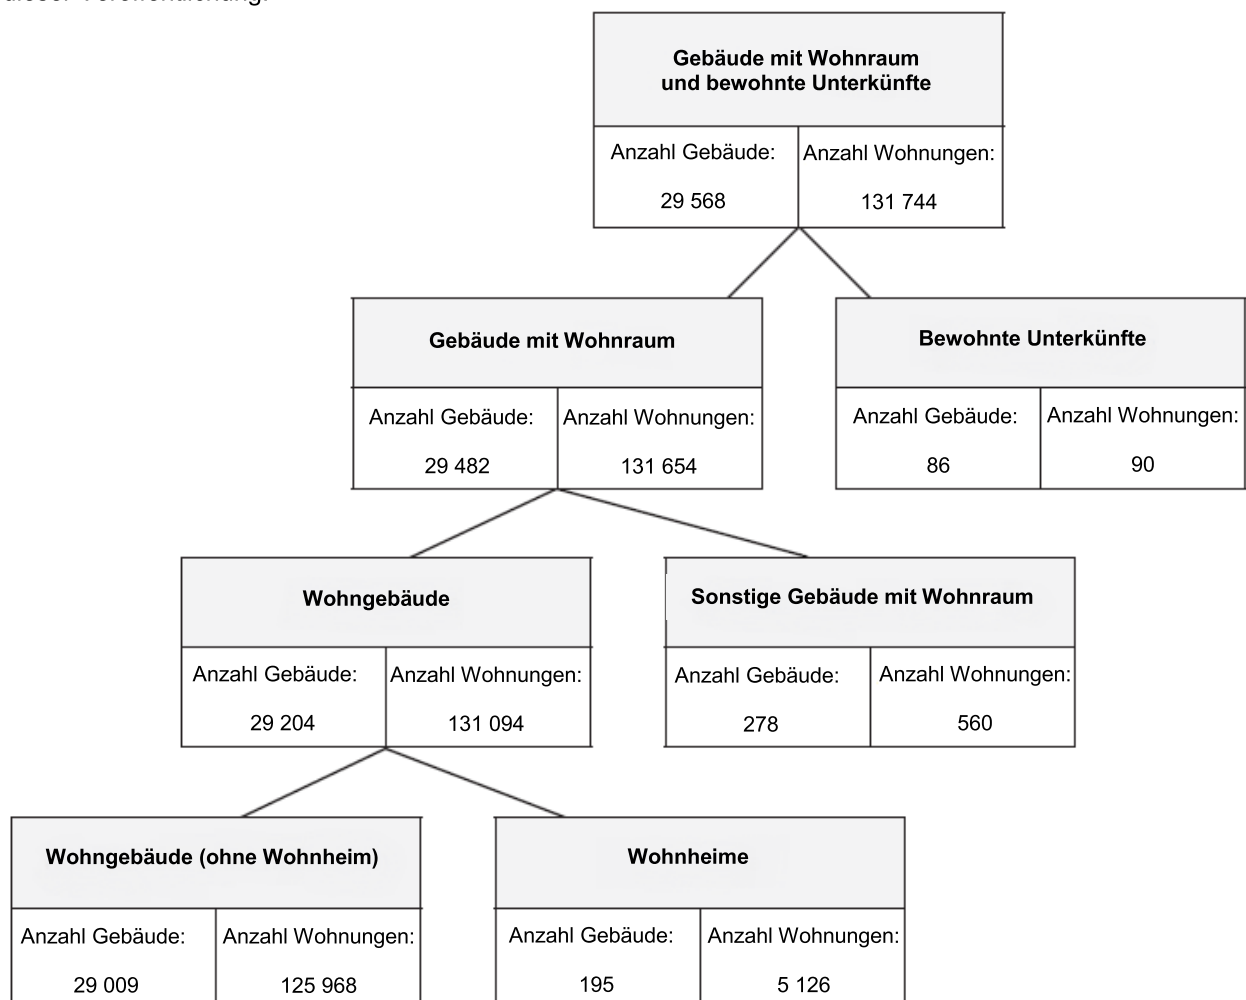 dieser Veröffentlichung.
Gebäude mit Wohnraum
und bewohnte Unterkünfte
Anzahl Gebäude: Anzahl Wohnungen:
29 568 131 744
Gebäude mit Wohnraum
Anzahl Gebäude: Anzahl Wohnungen:
29 482 131 654
Bewohnte Unterkünfte
Anzahl Gebäude: Anzahl Wohnungen:
86 90
Wohngebäude
Anzahl Gebäude: Anzahl Wohnungen:
29 204 131 094
Sonstige Gebäude mit Wohnraum
Anzahl Gebäude: Anzahl Wohnungen:
278 560
Wohngebäude (ohne Wohnheim)
Anzahl Gebäude: Anzahl Wohnungen:
29 009 125 968
Wohnheime
Anzahl Gebäude: Anzahl Wohnungen:
195 5 126